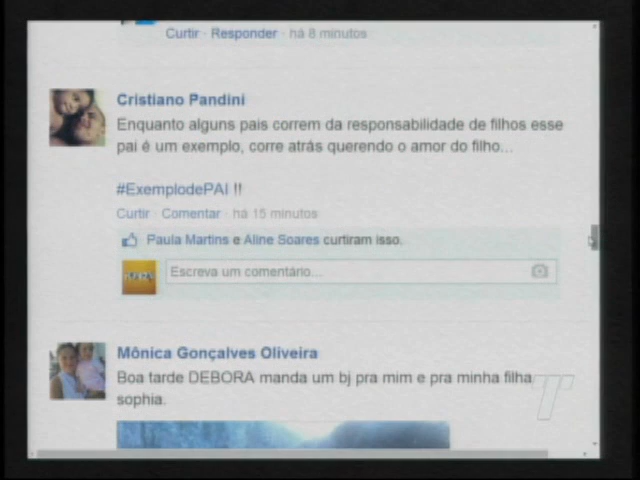 Curtir · Responder · há 8 minutos
Cristiano Pandini
Enquanto alguns pais correm da responsabilidade de filhos esse
pai é um exemplo, corre atrás querendo o amor do filho...
#ExemplodePAI !!
Curtir · Comentar · há 15 minutos
Paula Martins e Aline Soares curtiram isso.
Escreva um comentário...
Mônica Gonçalves Oliveira
Boa tarde DEBORA manda um bj pra mim e pra minha filha
sophia.
T